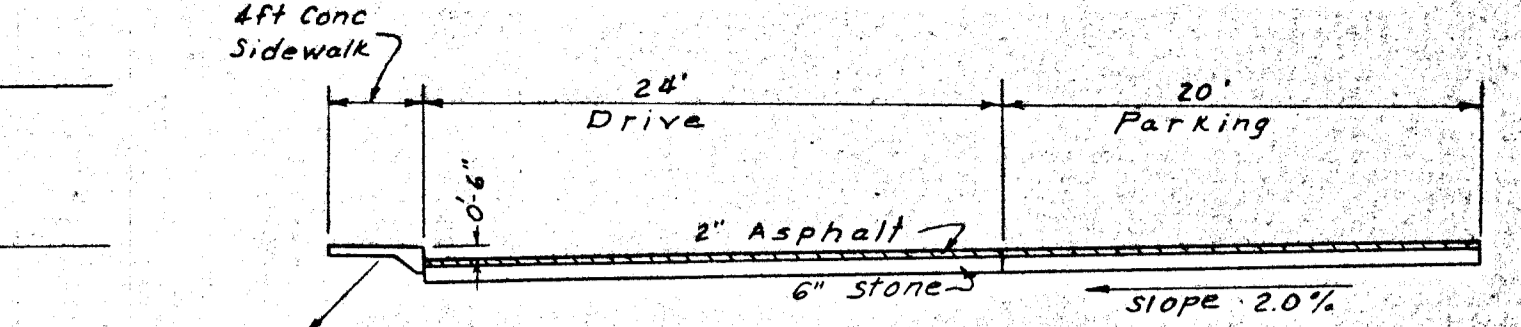 4ft Conc
Sidewalk
24'
Drive
20'
Parking
0'-6"
2" Asphalt
6" stone
slope 2.0%